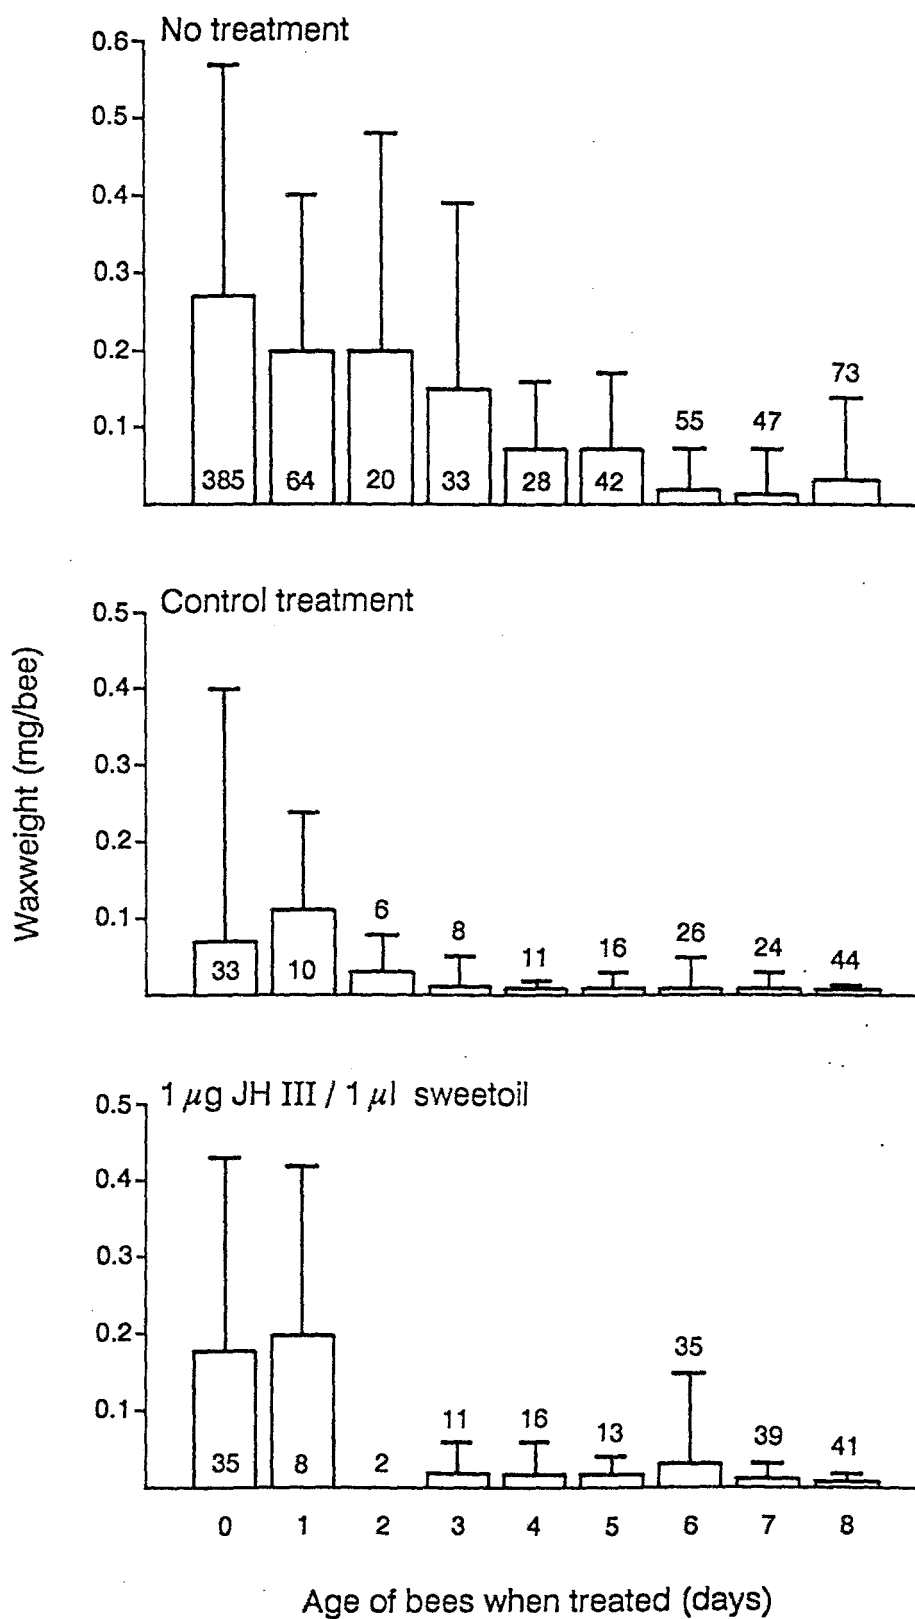 No treatment
0.6
0.5
0.4
0.3
0.2
0.1
385 64 20 33 28 42 55 47 73
Control treatment
0.5
0.4
0.3
0.2
0.1
33 10 6 8 11 16 26 24 44
Waxweight (mg/bee)
1 μg JH III / 1 μl sweetoil
0.5
0.4
0.3
0.2
0.1
35 8 2 11 16 13 35 39 41
0 1 2 3 4 5 6 7 8
Age of bees when treated (days)